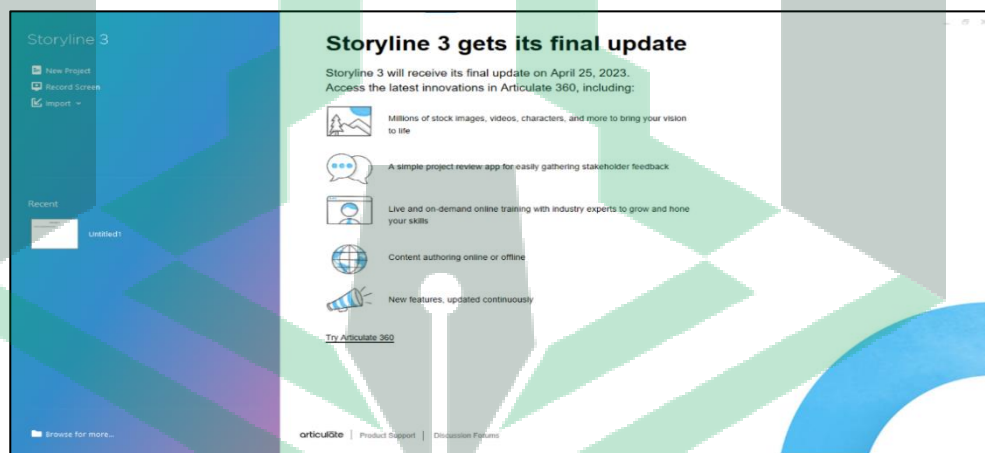 Storyline 3
New Project
Record Screen
Import
Recent
Untitled1
Browse for more...
Storyline 3 gets its final update
Storyline 3 will receive its final update on April 25, 2023.
Access the latest innovations in Articulate 360, including:
Millions of stock images, videos, characters, and more to bring your vision
to life
A simple project review app for easily gathering stakeholder feedback
Live and on-demand online training with industry experts to grow and hone
your skills
Content authoring online or offline
New features, updated continuously
Try Articulate 360
articulate | Product Support | Discussion Forums